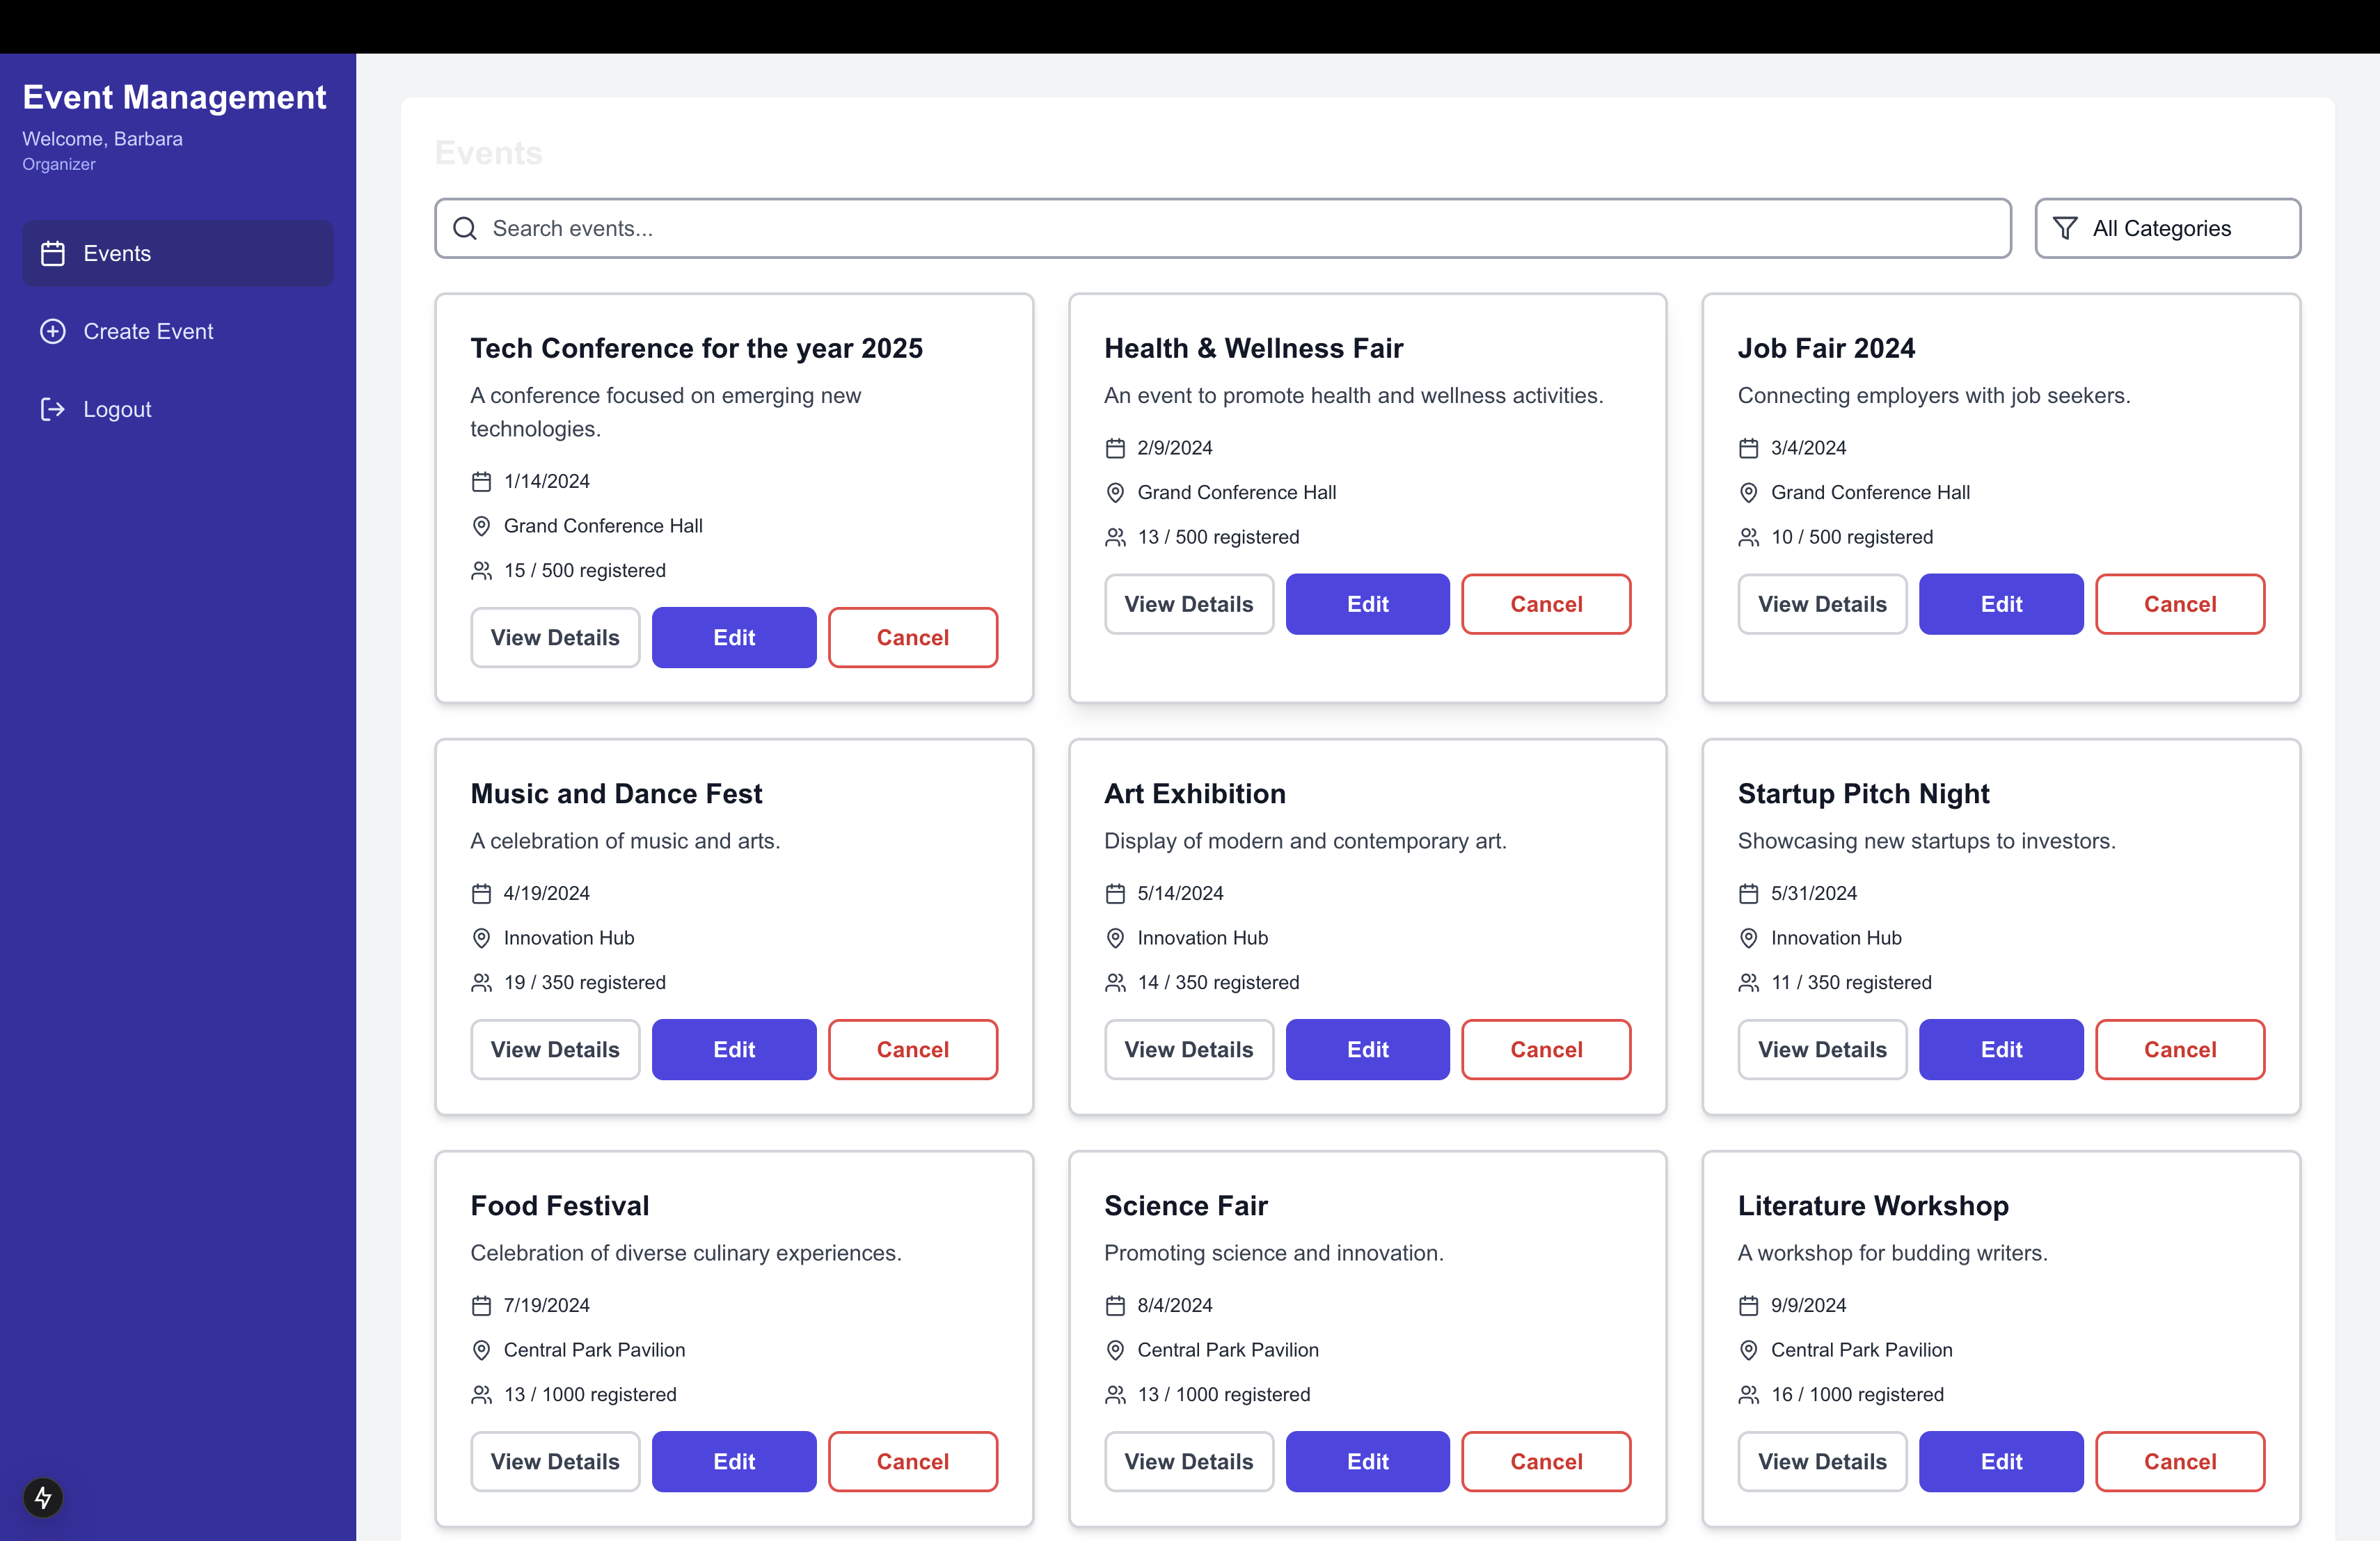 Event Management
Welcome, Barbara
Organizer
Events
Create Event
Logout
Events
Search events...
All Categories
Tech Conference for the year 2025
A conference focused on emerging new
technologies.
1/14/2024
Grand Conference Hall
15 / 500 registered
View Details
Edit
Cancel
Health & Wellness Fair
An event to promote health and wellness activities.
2/9/2024
Grand Conference Hall
13 / 500 registered
View Details
Edit
Cancel
Job Fair 2024
Connecting employers with job seekers.
3/4/2024
Grand Conference Hall
10 / 500 registered
View Details
Edit
Cancel
Music and Dance Fest
A celebration of music and arts.
4/19/2024
Innovation Hub
19 / 350 registered
View Details
Edit
Cancel
Art Exhibition
Display of modern and contemporary art.
5/14/2024
Innovation Hub
14 / 350 registered
View Details
Edit
Cancel
Startup Pitch Night
Showcasing new startups to investors.
5/31/2024
Innovation Hub
11 / 350 registered
View Details
Edit
Cancel
Food Festival
Celebration of diverse culinary experiences.
7/19/2024
Central Park Pavilion
13 / 1000 registered
View Details
Edit
Cancel
Science Fair
Promoting science and innovation.
8/4/2024
Central Park Pavilion
13 / 1000 registered
View Details
Edit
Cancel
Literature Workshop
A workshop for budding writers.
9/9/2024
Central Park Pavilion
16 / 1000 registered
View Details
Edit
Cancel